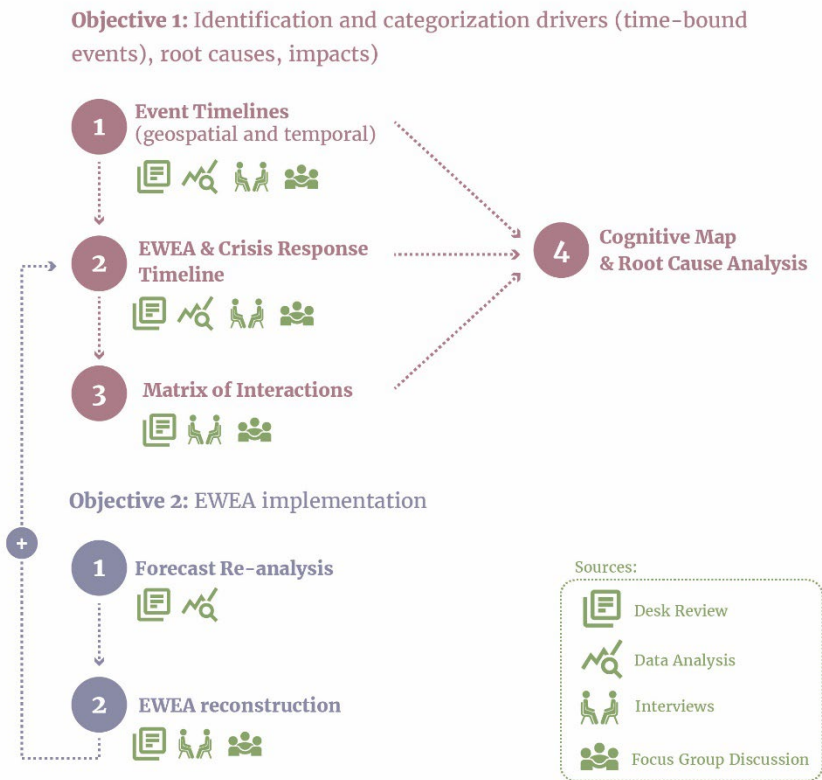 Objective 1: Identification and categorization drivers (time-bound
events), root causes, impacts)
1
Event Timelines
(geospatial and temporal)
2
EWEA & Crisis Response
Timeline
3
Matrix of Interactions
4
Cognitive Map
& Root Cause Analysis
Objective 2: EWEA implementation
+
1
Forecast Re-analysis
2
EWEA reconstruction
Sources:
Desk Review
Data Analysis
Interviews
Focus Group Discussion